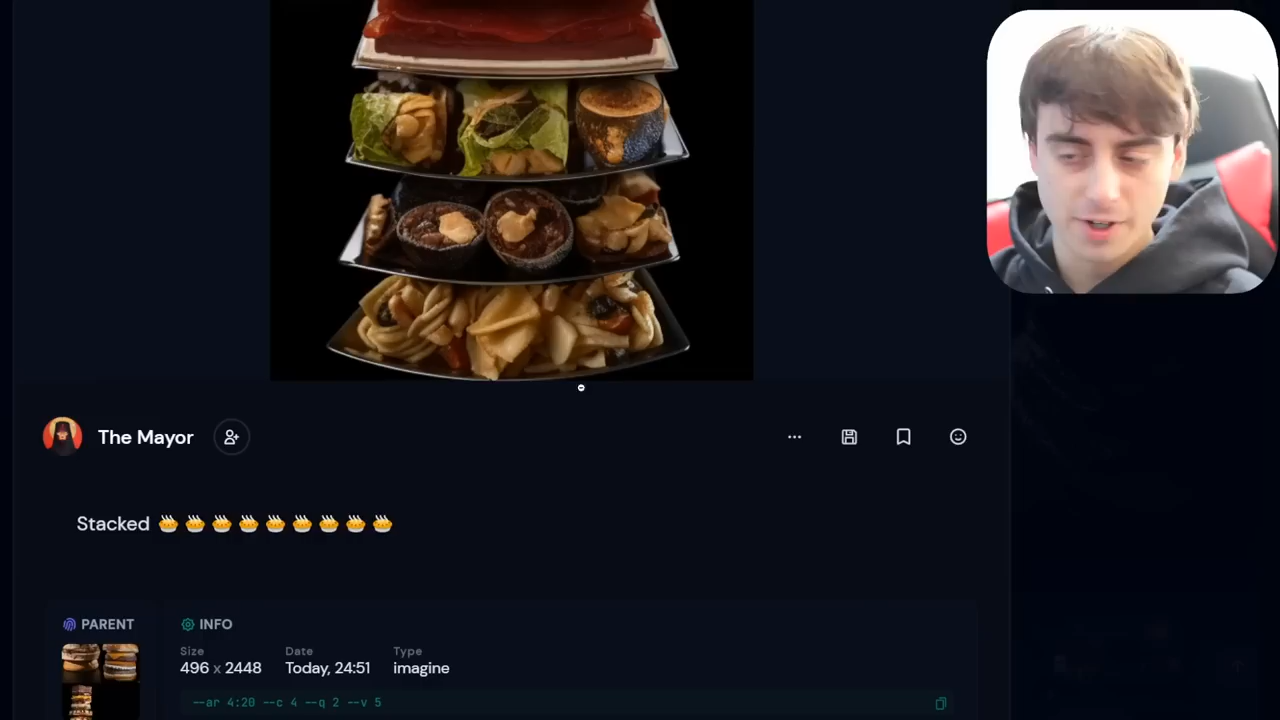 The Mayor
Stacked 🥧🥧🥧🥧🥧🥧🥧🥧🥧
PARENT
INFO
Size Date Type
496 x 2448 Today, 24:51 imagine
--ar 4:20 --c 4 --q 2 --v 5